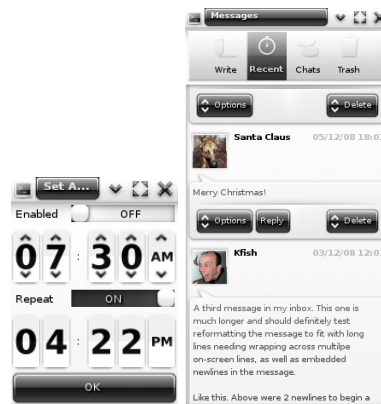 Messages
Write Recent Chats Trash
Options Delete
Santa Claus 05/12/08 18:0
Merry Christmas!
Options Reply Delete
Kfish 03/12/08 12:0
A third message in my inbox. This one is
much longer and should definitely test
reformatting the message to fit with long
lines needing wrapping across multilpe
on-screen lines, as well as embedded
newlines in the message.
Like this. Above were 2 newlines to begin a
Set A...
Enabled OFF
07 : 30 AM
Repeat ON
04 : 22 PM
OK